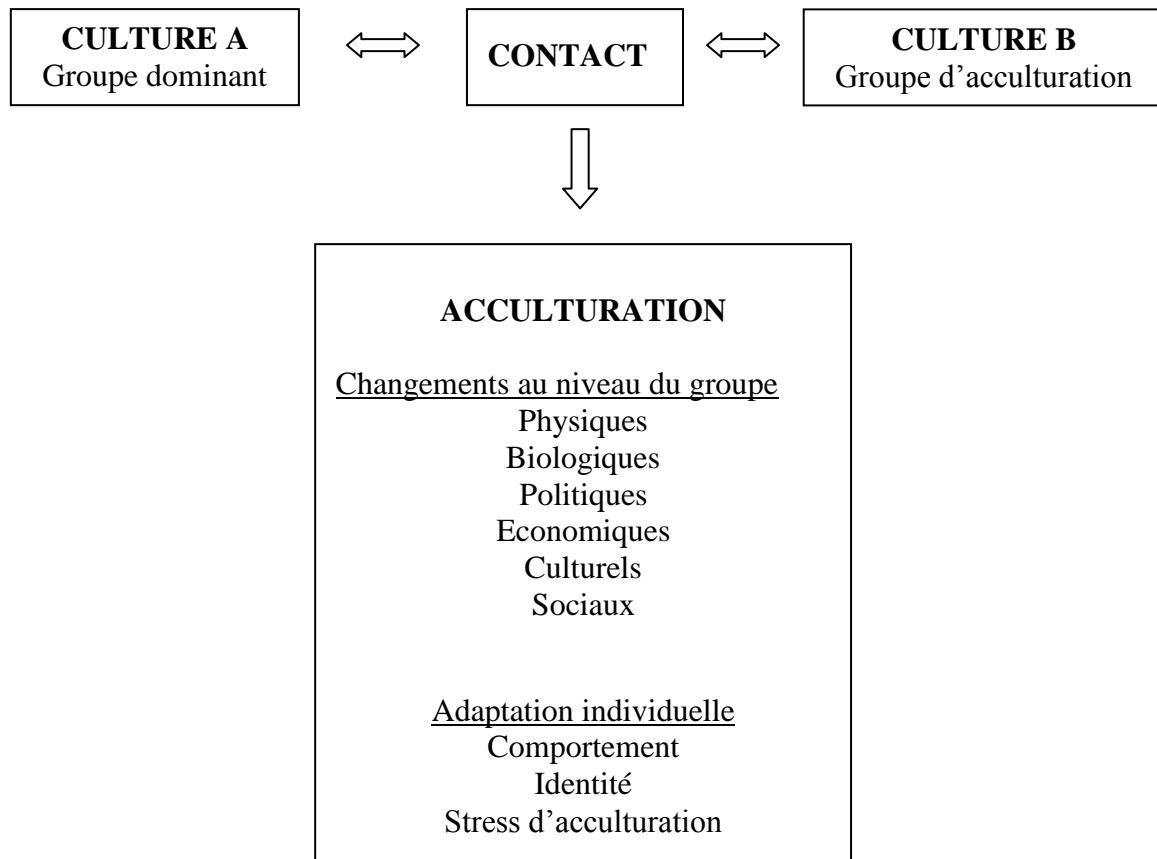 CULTURE A
Groupe dominant
CONTACT
CULTURE B
Groupe d’acculturation
ACCULTURATION
Changements au niveau du groupe
Physiques
Biologiques
Politiques
Economiques
Culturels
Sociaux
Adaptation individuelle
Comportement
Identité
Stress d’acculturation